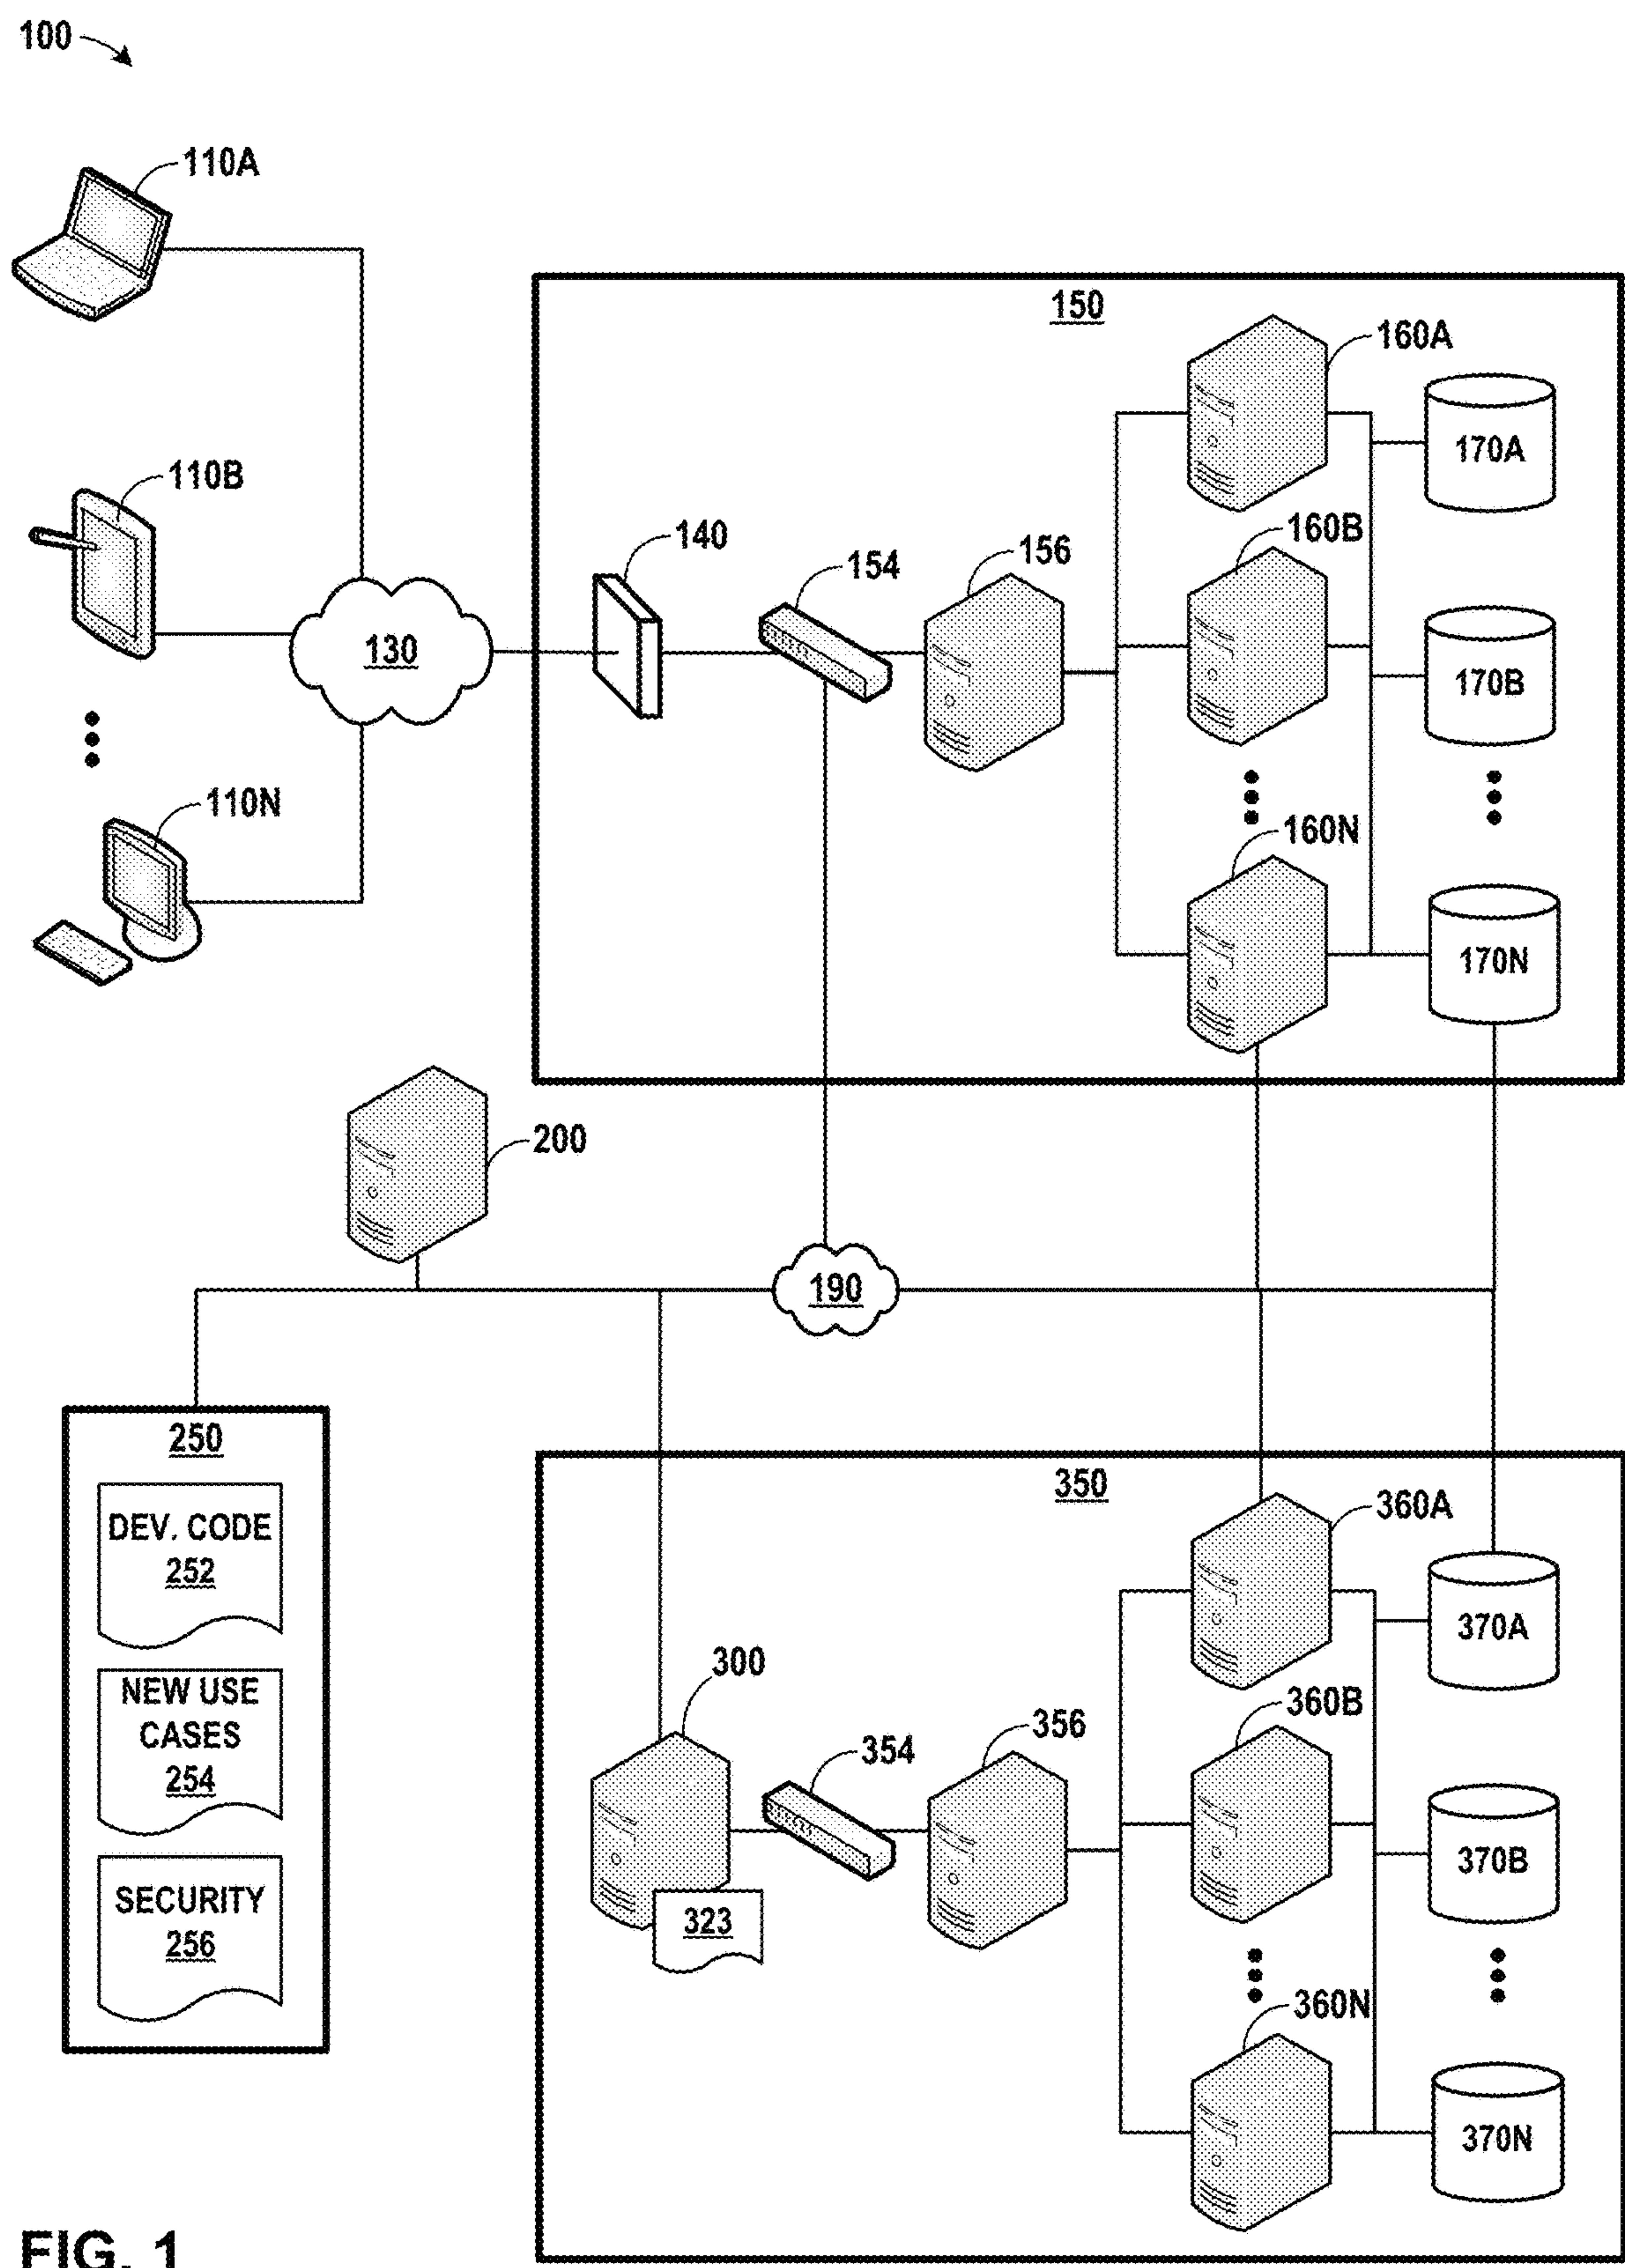 100
110A
150
160A
110B
170A
140
154
156
160B
130
170B
110N
160N
170N
200
190
250
350
DEV. CODE
252
360A
370A
300
NEW USE
CASES
254
354
356
360B
370B
SECURITY
256
323
360N
370N
FIG. 1